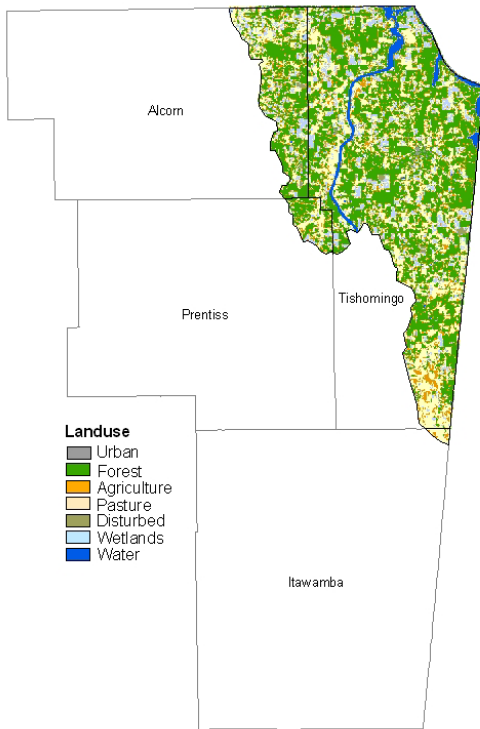 Alcorn
Prentiss
Tishomingo
Landuse
Urban
Forest
Agriculture
Pasture
Disturbed
Wetlands
Water
Itawamba